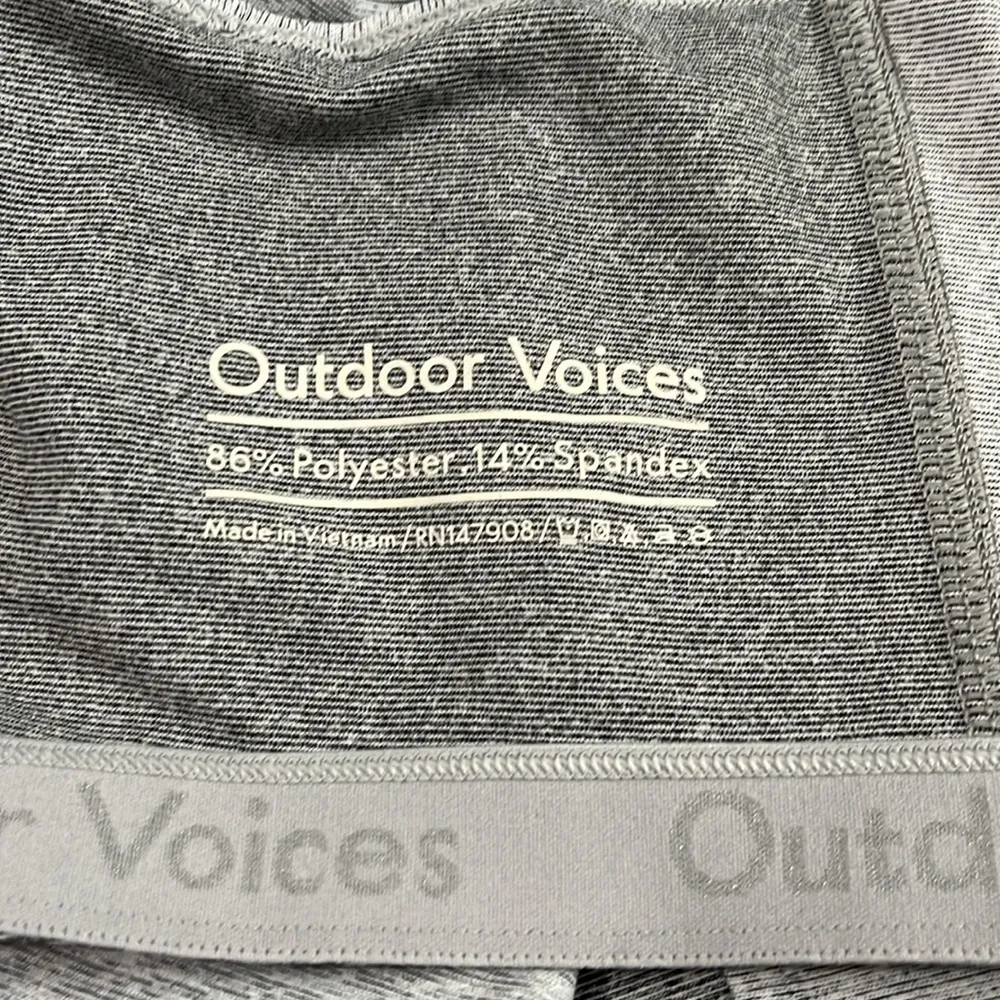 Outdoor Voices
86% Polyester, 14% Spandex
Made in Vietnam/RN147908/
r Voices Outd